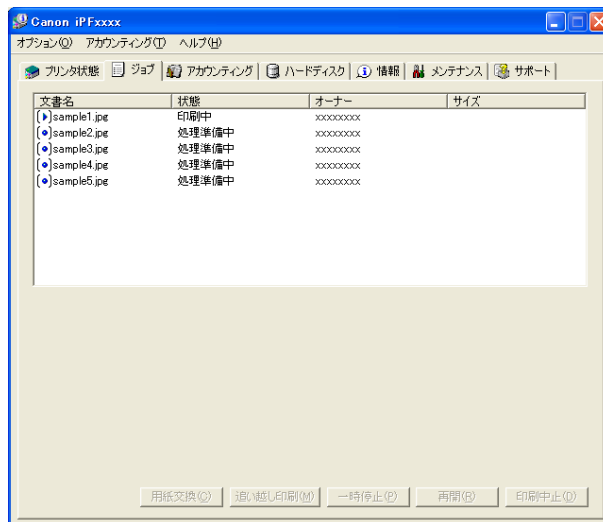 Canon iPFxxxx
オプション(O) アカウンティング(T) ヘルプ(H)
プリンタ状態 ジョブ アカウンティング ハードディスク 情報 メンテナンス サポート
文書名 状態 オーナー サイズ
sample1.jpg 印刷中 xxxxxxxx
sample2.jpg 処理準備中 xxxxxxxx
sample3.jpg 処理準備中 xxxxxxxx
sample4.jpg 処理準備中 xxxxxxxx
sample5.jpg 処理準備中 xxxxxxxx
用紙交換(C) 追い越し印刷(M) 一時停止(P) 再開(R) 印刷中止(D)